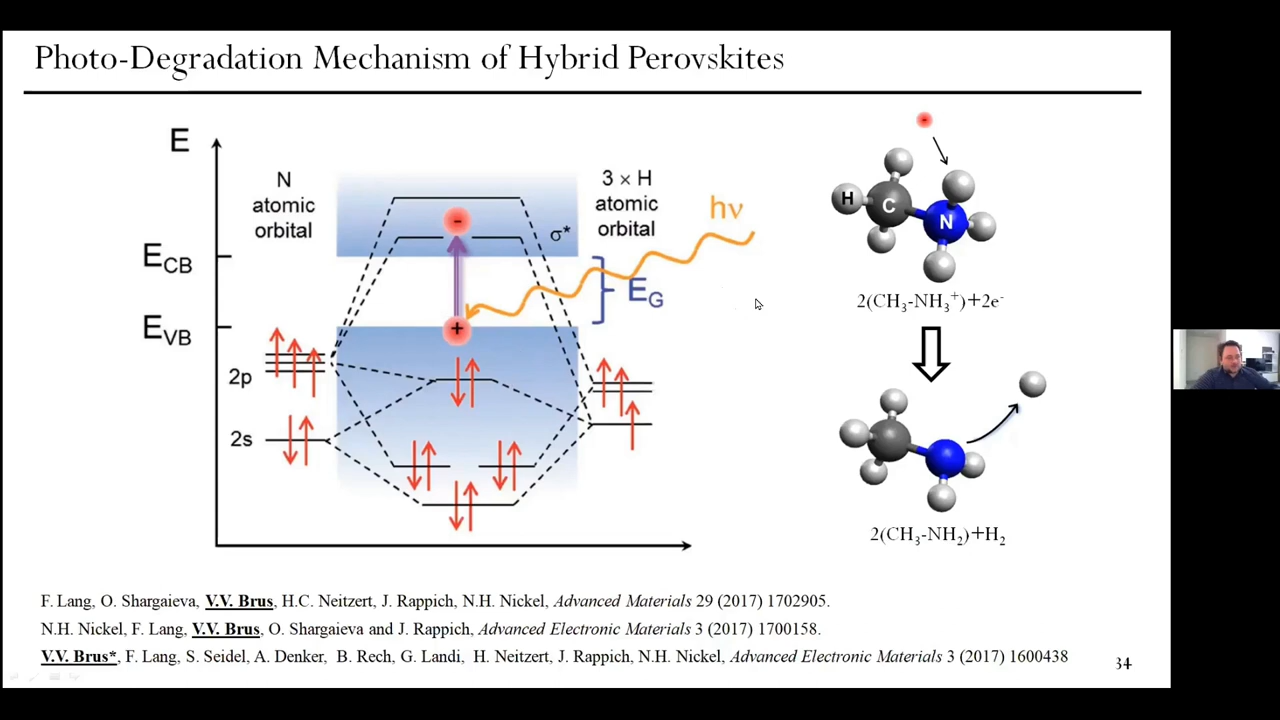 Photo-Degradation Mechanism of Hybrid Perovskites
E
N
atomic
orbital
3 × H
atomic
orbital
hν
σ*
E_CB
E_G
E_VB
2p
2s
-
+
-
H
C
N
2(CH₃-NH₃⁺)+2e⁻
2(CH₃-NH₂)+H₂
F. Lang, O. Shargaieva, V.V. Brus, H.C. Neitzert, J. Rappich, N.H. Nickel, Advanced Materials 29 (2017) 1702905.
N.H. Nickel, F. Lang, V.V. Brus, O. Shargaieva and J. Rappich, Advanced Electronic Materials 3 (2017) 1700158.
V.V. Brus*, F. Lang, S. Seidel, A. Denker, B. Rech, G. Landi, H. Neitzert, J. Rappich, N.H. Nickel, Advanced Electronic Materials 3 (2017) 1600438
34